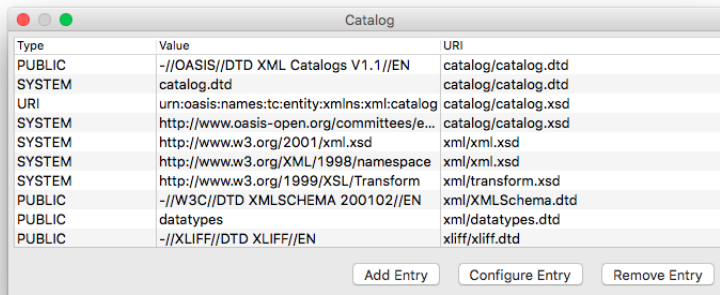 Catalog
Type Value URI
PUBLIC -//OASIS//DTD XML Catalogs V1.1//EN catalog/catalog.dtd
SYSTEM catalog.dtd catalog/catalog.dtd
URI urn:oasis:names:tc:entity:xmlns:xml:catalog catalog/catalog.xsd
SYSTEM http://www.oasis-open.org/committees/e... catalog/catalog.xsd
SYSTEM http://www.w3.org/2001/xml.xsd xml/xml.xsd
SYSTEM http://www.w3.org/XML/1998/namespace xml/xml.xsd
SYSTEM http://www.w3.org/1999/XSL/Transform xml/transform.xsd
PUBLIC -//W3C//DTD XMLSCHEMA 200102//EN xml/XMLSchema.dtd
PUBLIC datatypes xml/datatypes.dtd
PUBLIC -//XLIFF//DTD XLIFF//EN xliff/xliff.dtd
Add Entry Configure Entry Remove Entry